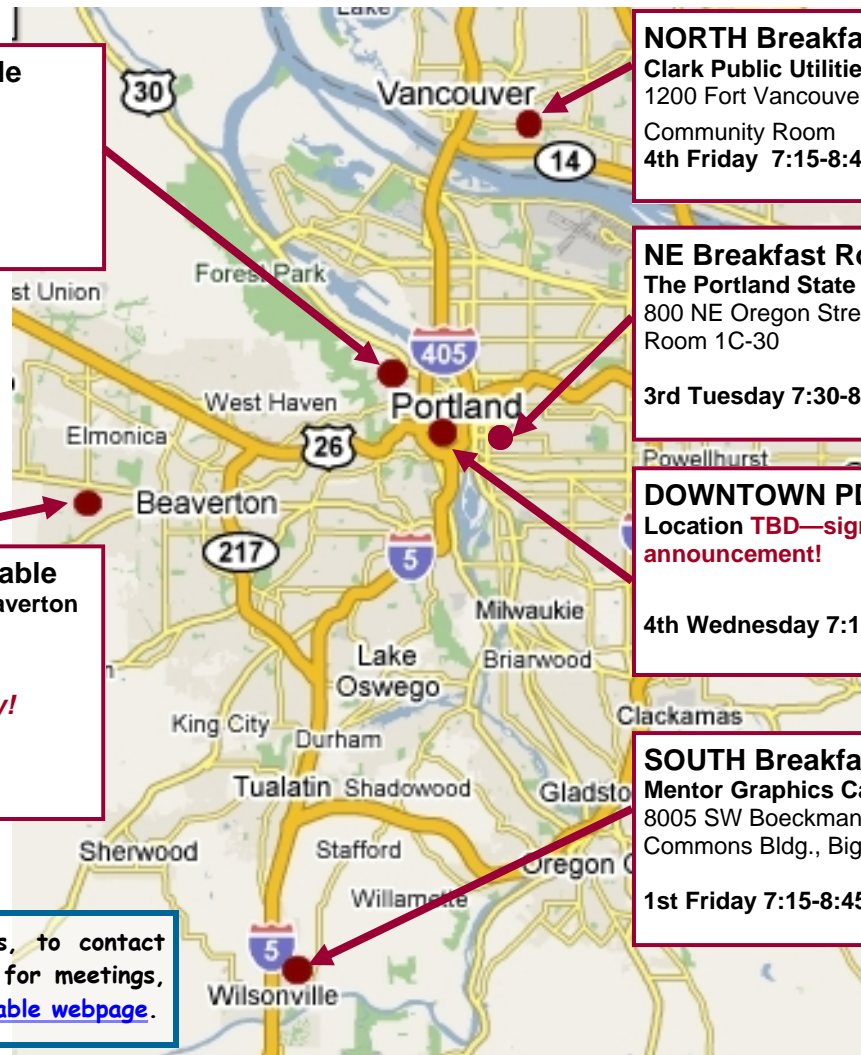 Lake
le
30
Vancouver
14
NORTH Breakfa
Clark Public Utilitie
1200 Fort Vancouve
Community Room
4th Friday 7:15-8:4
st Union
Forest Park
405
NE Breakfast Ro
The Portland State
800 NE Oregon Stre
Room 1C-30
3rd Tuesday 7:30-8
West Haven
Portland
Elmonica
26
Powellhurst
Beaverton
217
5
DOWNTOWN PD
Location TBD—sign
announcement!
4th Wednesday 7:1
able
averton
y!
Milwaukie
Lake
Oswego
Briarwood
King City
Durham
Clackamas
Tualatin
Shadowood
Gladsto
SOUTH Breakfa
Mentor Graphics Ca
8005 SW Boeckman
Commons Bldg., Big
1st Friday 7:15-8:45
Sherwood
Stafford
Oregon C
Willamette
5
Wilsonville
s, to contact
for meetings,
able webpage.